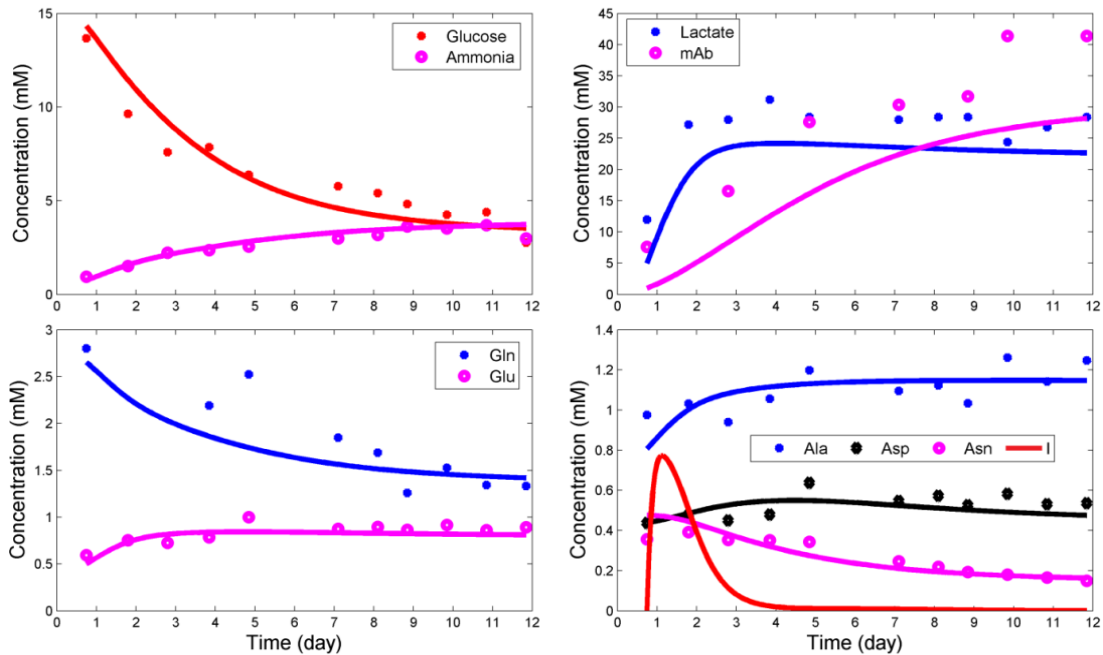 15
10
5
0
Concentration (mM)
Glucose
Ammonia
0 1 2 3 4 5 6 7 8 9 10 11 12
45
40
35
30
25
20
15
10
5
0
Concentration (mM)
Lactate
mAb
0 1 2 3 4 5 6 7 8 9 10 11 12
3
2.5
2
1.5
1
0.5
0
Concentration (mM)
Gln
Glu
0 1 2 3 4 5 6 7 8 9 10 11 12
Time (day)
1.4
1.2
1
0.8
0.6
0.4
0.2
0
Concentration (mM)
Ala Asp Asn I
0 1 2 3 4 5 6 7 8 9 10 11 12
Time (day)